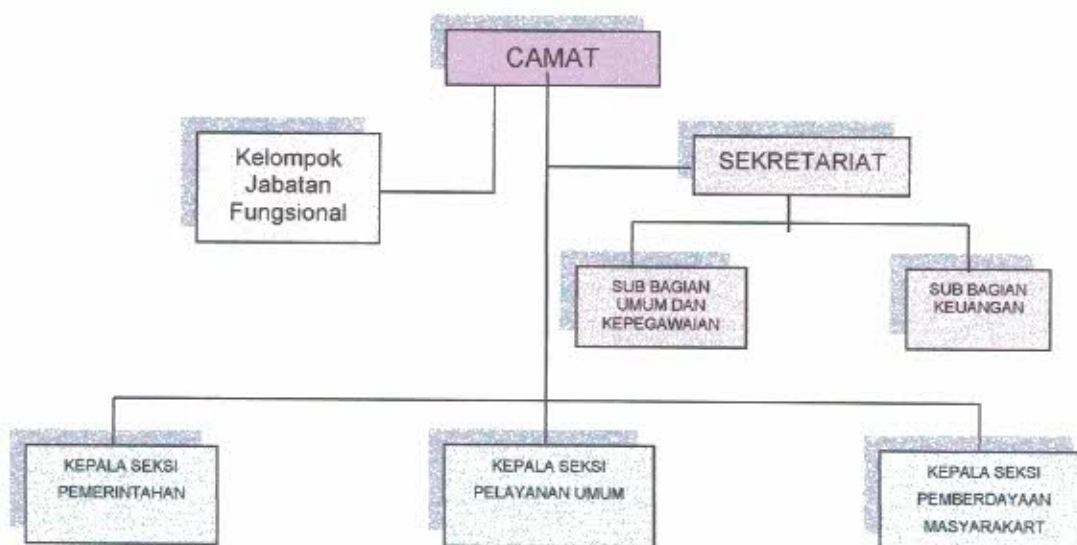 CAMAT
Kelompok
Jabatan
Fungsional
SEKRETARIAT
SUB BAGIAN
UMUM DAN
KEPEGAWAIAN
SUB BAGIAN
KEUANGAN
KEPALA SEKSI
PEMERINTAHAN
KEPALA SEKSI
PELAYANAN UMUM
KEPALA SEKSI
PEMBERDAYAAN
MASYARAKART